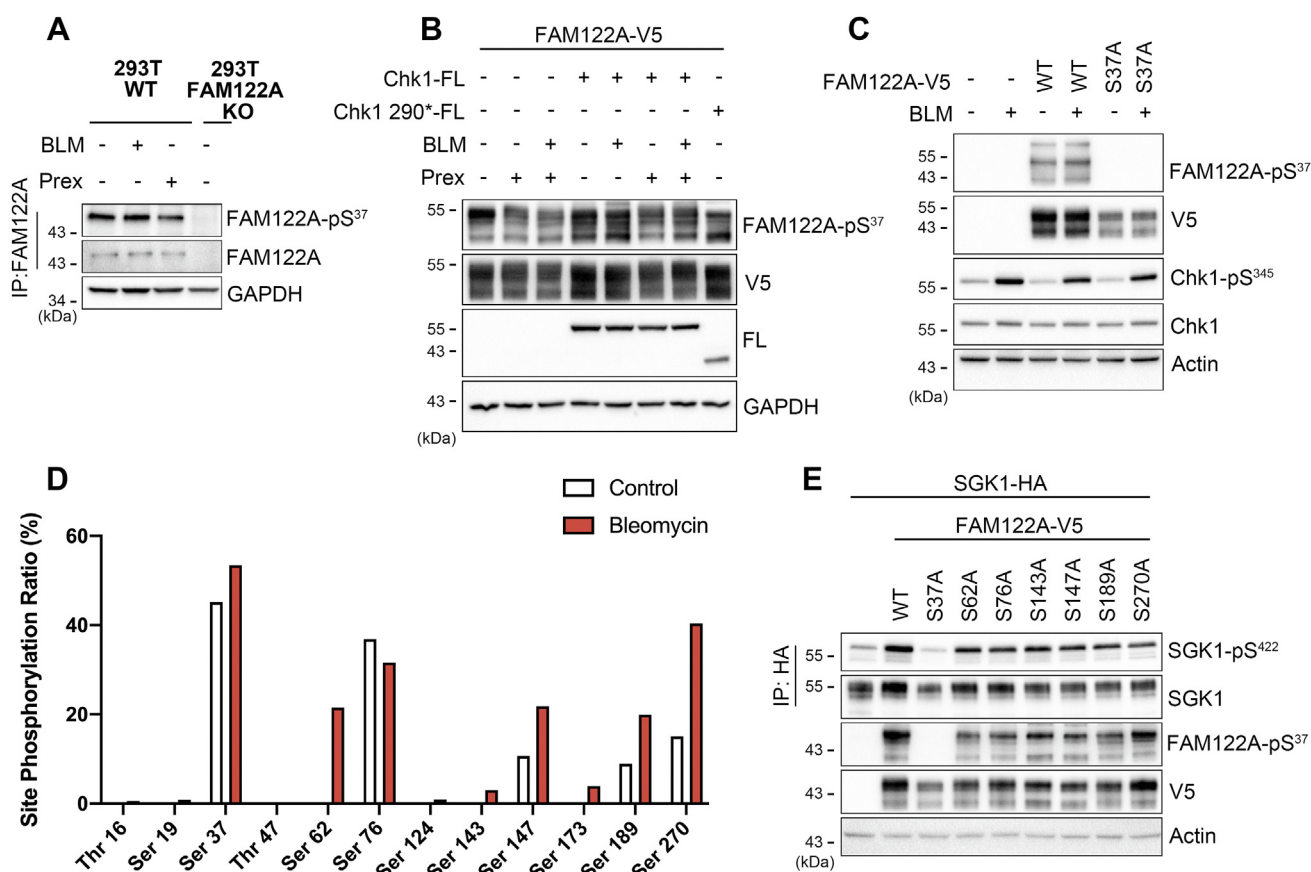 A
293T
WT
293T
FAM122A
KO
BLM - + - -
Prex - - + -
IP:FAM122A
43 -
FAM122A-pS37
43 -
FAM122A
34 -
GAPDH
(kDa)
B
FAM122A-V5
Chk1-FL - - - + + + + -
Chk1 290*-FL - - - - - - - +
BLM - - + - + - + -
Prex - + + - - + + -
55 -
FAM122A-pS37
55 -
V5
55 -
43 -
FL
43 -
GAPDH
(kDa)
C
FAM122A-V5 - - WT WT S37A S37A
BLM - + - + - +
55 -
43 -
FAM122A-pS37
55 -
43 -
V5
55 -
Chk1-pS345
55 -
Chk1
43 -
Actin
(kDa)
D
Control
Bleomycin
Site Phosphorylation Ratio (%)
60
40
20
0
Thr 16
Ser 19
Ser 37
Thr 47
Ser 62
Ser 76
Ser 124
Ser 143
Ser 147
Ser 173
Ser 189
Ser 270
E
SGK1-HA
FAM122A-V5
WT S37A S62A S76A S143A S147A S189A S270A
IP: HA
55 -
SGK1-pS422
55 -
SGK1
43 -
FAM122A-pS37
43 -
V5
43 -
Actin
(kDa)